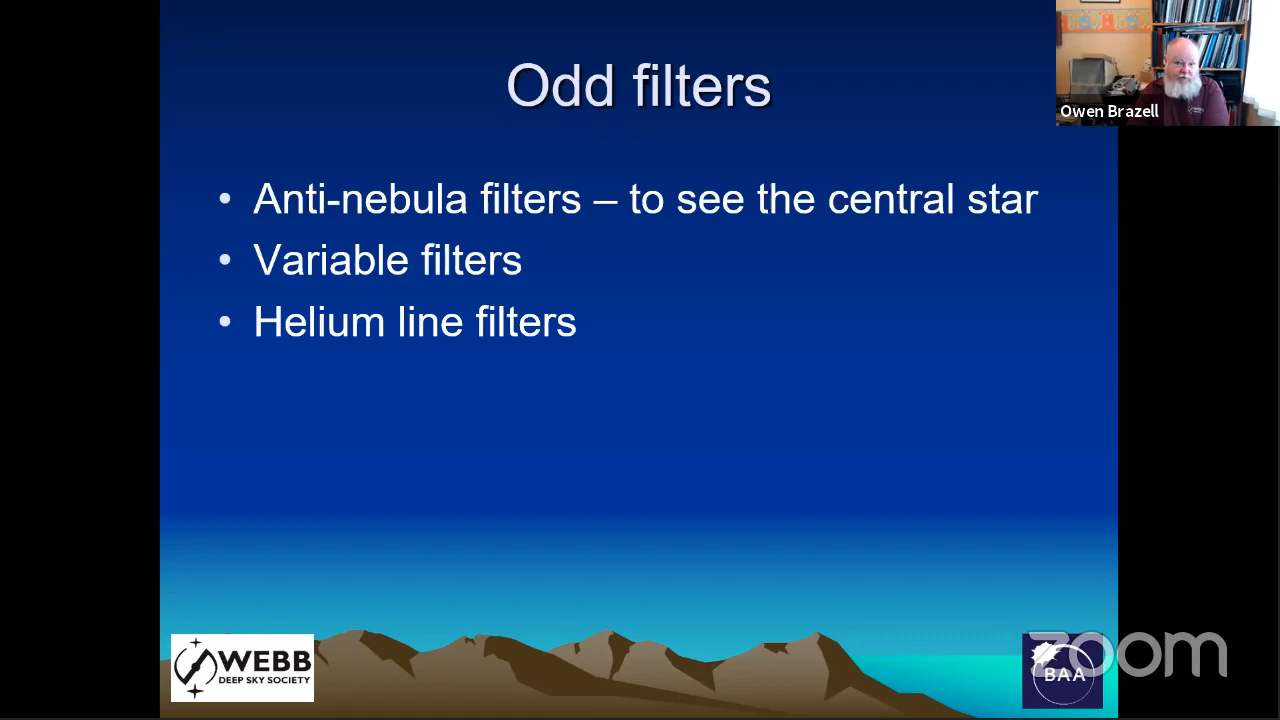 Odd filters
Owen Brazell
• Anti-nebula filters – to see the central star
• Variable filters
• Helium line filters
WEBB
DEEP SKY SOCIETY
zoom
BAA